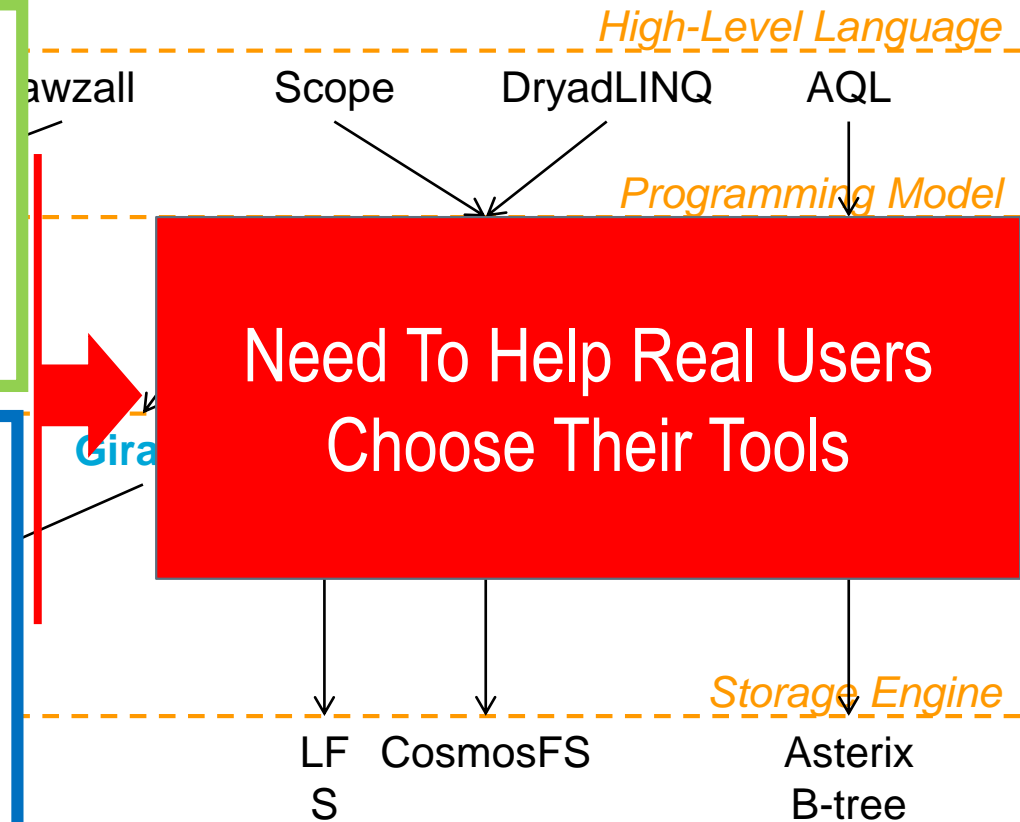 High-Level Language
awzall Scope DryadLINQ AQL
Programming Model
Need To Help Real Users
Choose Their Tools
Gira
Storage Engine
LF CosmosFS Asterix
S B-tree